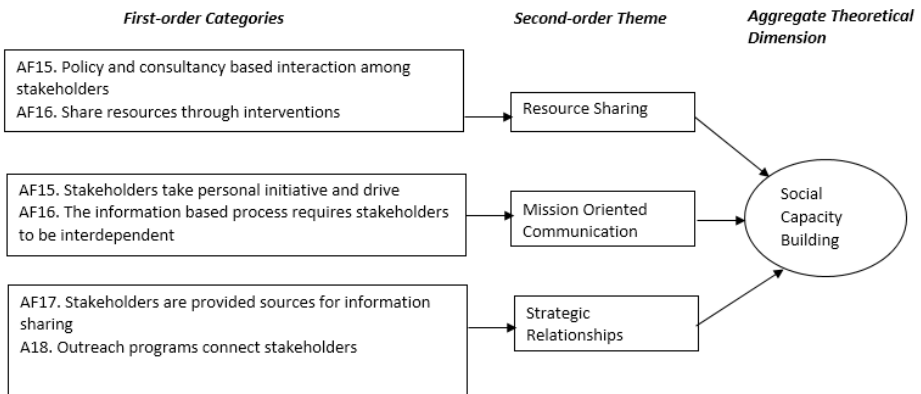 First-order Categories
Second-order Theme
Aggregate Theoretical
Dimension
AF15. Policy and consultancy based interaction among
stakeholders
AF16. Share resources through interventions
Resource Sharing
AF15. Stakeholders take personal initiative and drive
AF16. The information based process requires stakeholders
to be interdependent
Mission Oriented
Communication
Social
Capacity
Building
AF17. Stakeholders are provided sources for information
sharing
A18. Outreach programs connect stakeholders
Strategic
Relationships